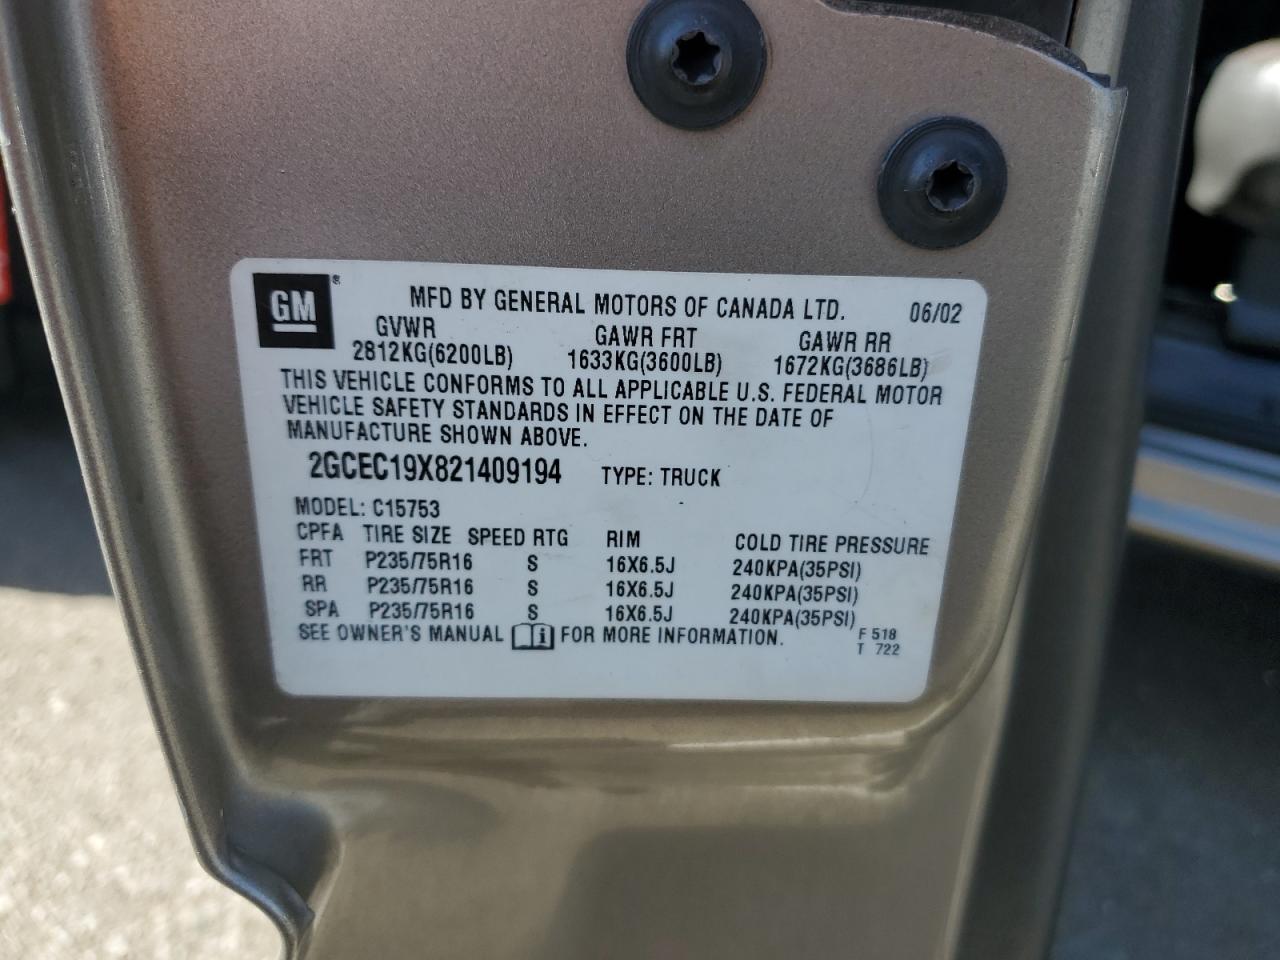 GM ®
MFD BY GENERAL MOTORS OF CANADA LTD. 06/02
GVWR GAWR FRT GAWR RR
2812KG(6200LB) 1633KG(3600LB) 1672KG(3686LB)
THIS VEHICLE CONFORMS TO ALL APPLICABLE U.S. FEDERAL MOTOR
VEHICLE SAFETY STANDARDS IN EFFECT ON THE DATE OF
MANUFACTURE SHOWN ABOVE.
2GCEC19X821409194 TYPE: TRUCK
MODEL: C15753
CPFA TIRE SIZE SPEED RTG RIM COLD TIRE PRESSURE
FRT P235/75R16 S 16X6.5J 240KPA(35PSI)
RR P235/75R16 S 16X6.5J 240KPA(35PSI)
SPA P235/75R16 S 16X6.5J 240KPA(35PSI)
SEE OWNER'S MANUAL i FOR MORE INFORMATION. F 518
T 722